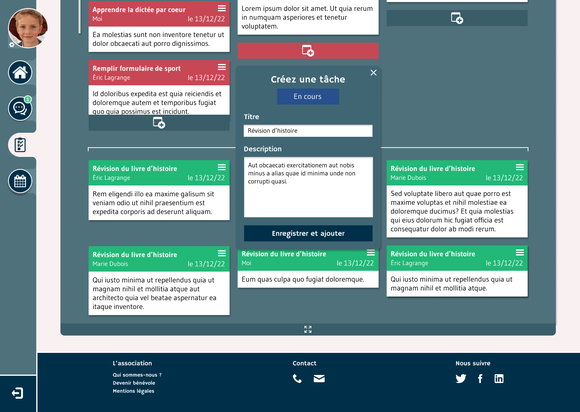 Apprendre la dictée par coeur
Moi
le 13/12/22
Ea molestias sunt non inventore tenetur ut
dolor obcaecati aut porro dignissimos.
Remplir formulaire de sport
Éric Lagrange
le 13/12/22
Id doloribus expedita est quia reiciendis et
doloremque autem et temporibus fugiat
quo quia possimus est incidunt.
Lorem ipsum dolor sit amet. Ut quia rerum
in numquam asperiores et tenetur
voluptatem.
Créez une tâche
En cours
Titre
Révision d'histoire
Description
Aut obcaecati exercitationem aut nobis
minus a alias quae id minima unde non
corrupti quasi.
Enregistrer et ajouter
Révision du livre d'histoire
Éric Lagrange
le 13/12/22
Rem eligendi illo ea maxime galisum sit
veniam odio ut nihil praesentium est
expedita corporis ad deserunt aliquam.
Révision du livre d'histoire
Marie Dubois
le 13/12/22
Sed voluptate libero aut quae porro est
maxime voluptas et nihil molestiae ea
doloremque ducimus? Et quia molestias
qui eius dolorum hic fugiat officia est
consequatur dolor ab modi rerum.
Révision du livre d'histoire
Marie Dubois
le 13/12/22
Qui iusto minima ut repellendus quia ut
magnam nihil et mollitia atque aut
architecto quia vel beatae aspernatur ea
itaque inventore.
Révision du livre d'histoire
Moi
le 13/12/22
Eum quas culpa quo fugiat doloremque.
Révision du livre d'histoire
Éric Lagrange
le 13/12/22
Qui iusto minima ut repellendus quia ut
magnam nihil et mollitia atque.
L'association
Qui sommes-nous ?
Devenir bénévole
Mentions légales
Contact
Nous suivre